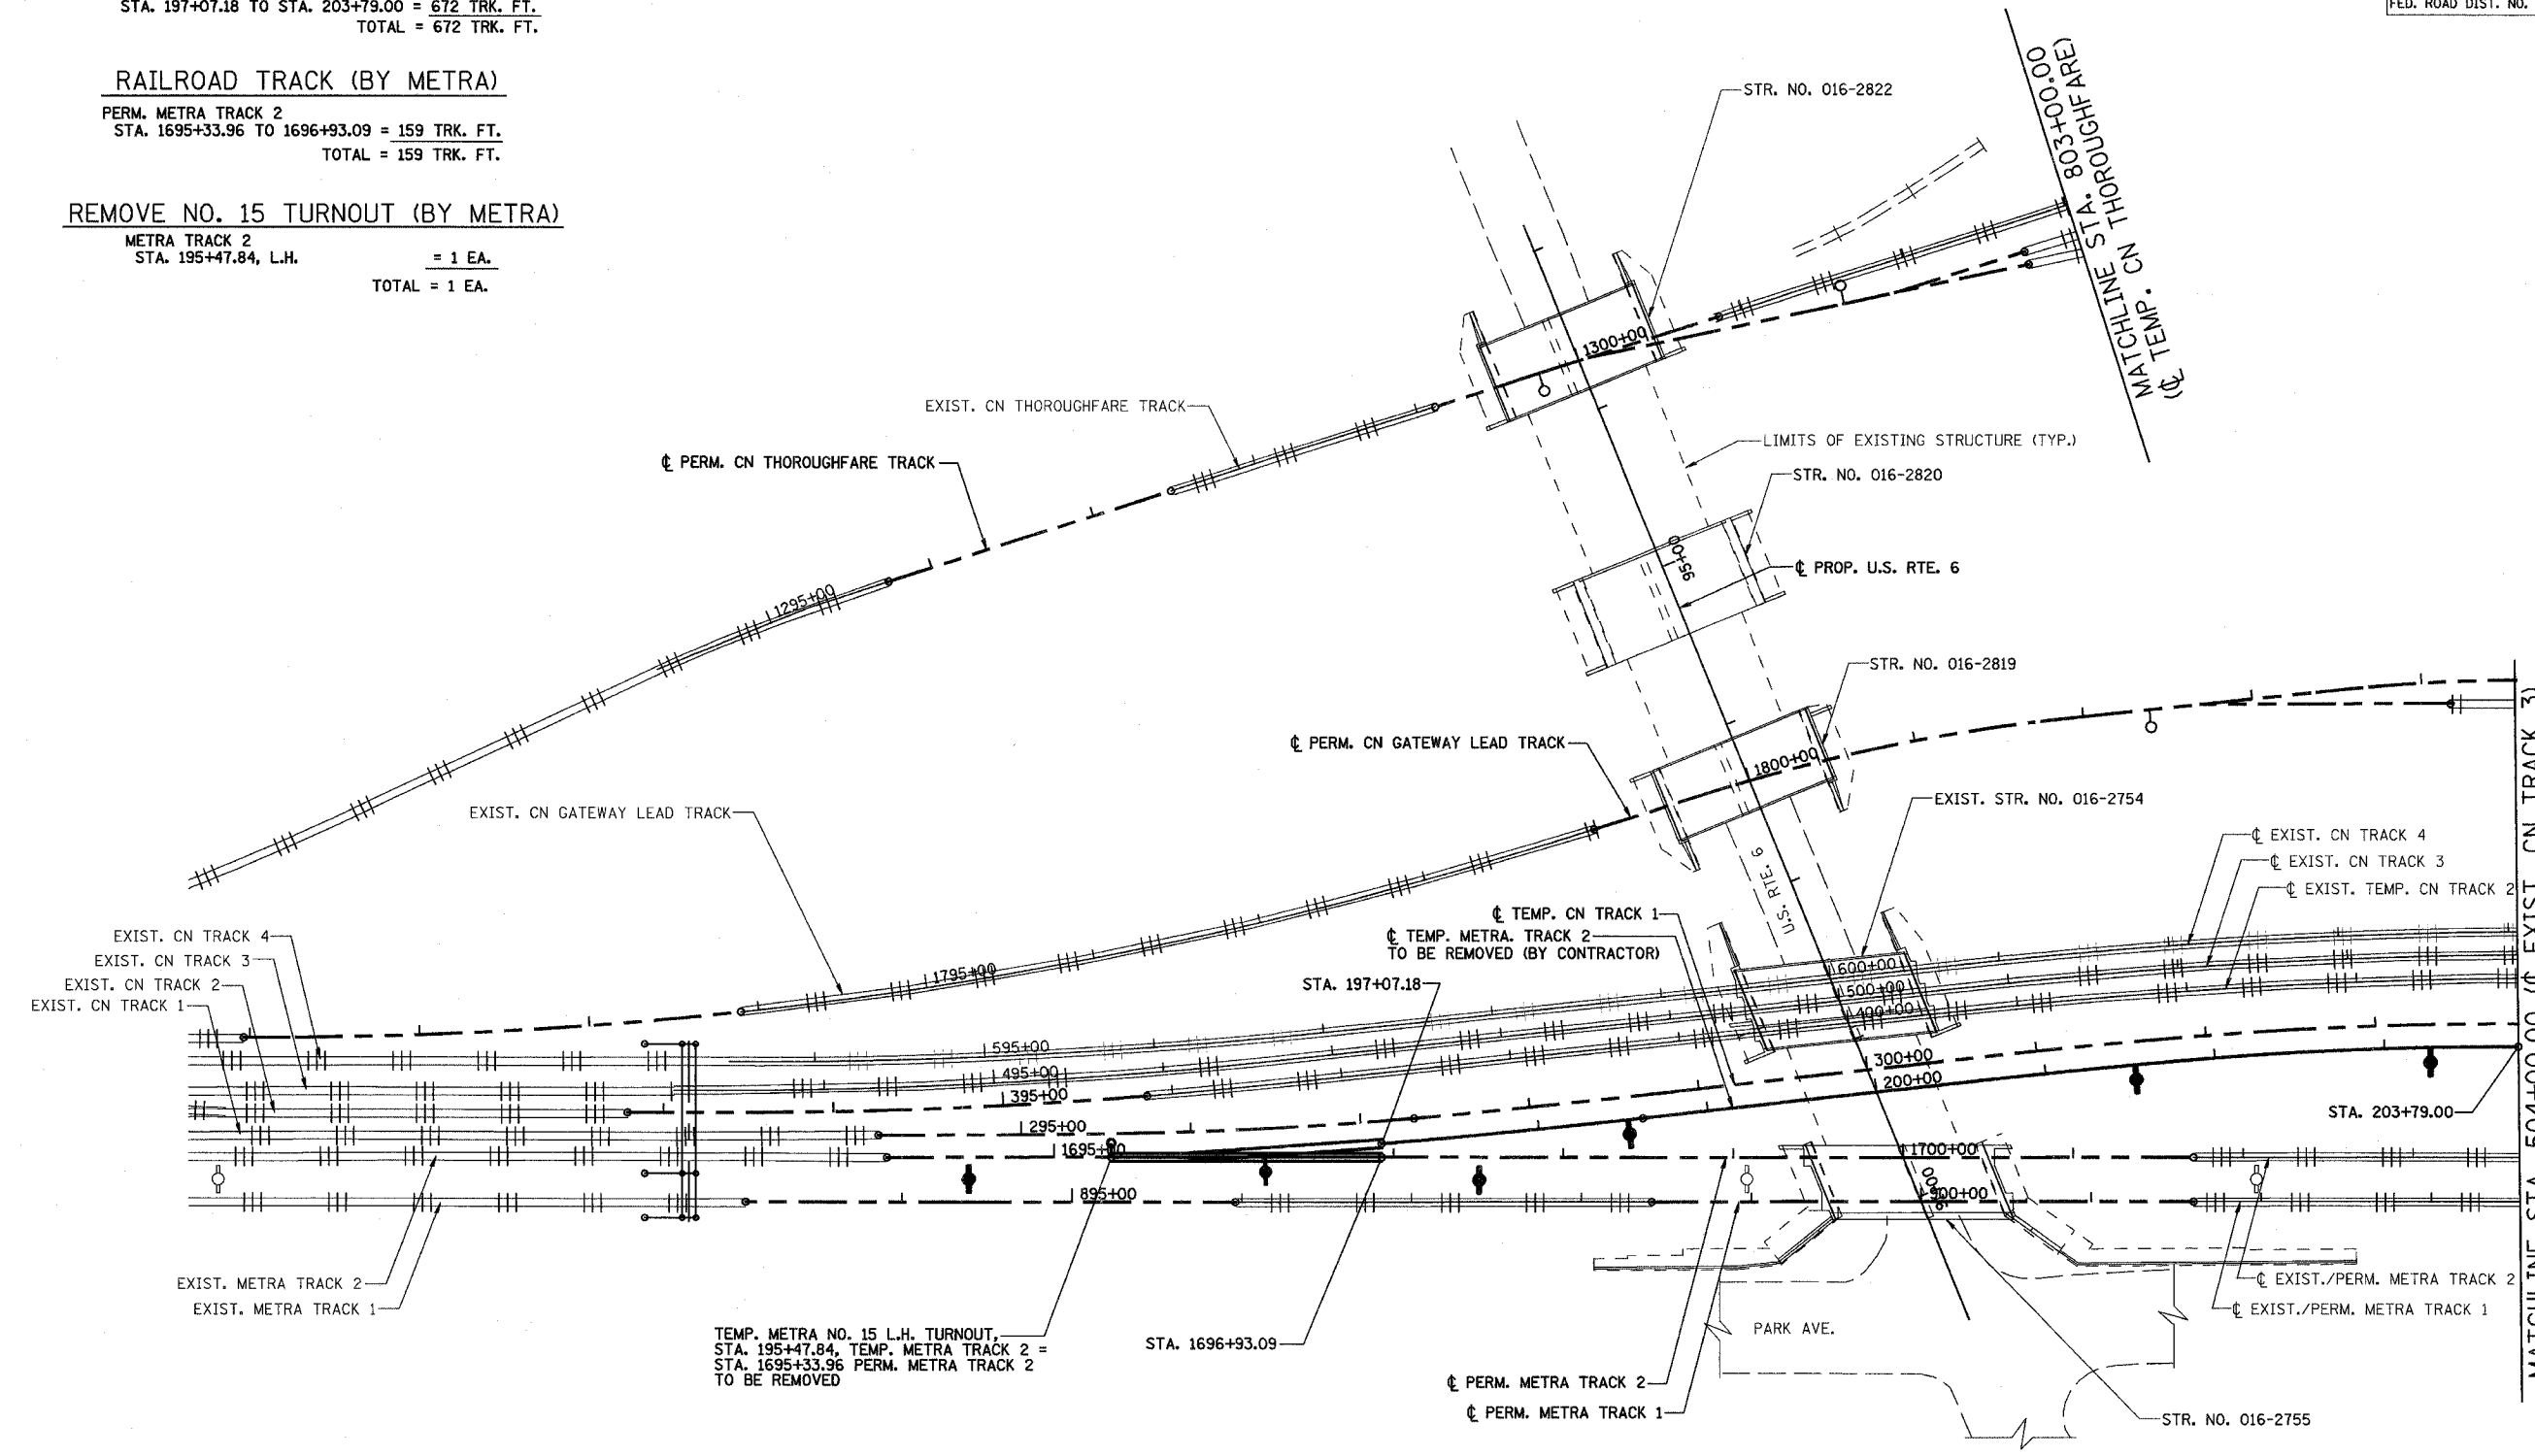 STA. 197+07.18 TO STA. 203+79.00 = 672 TRK. FT.
TOTAL = 672 TRK. FT.
FED. ROAD DIST. NO.
RAILROAD TRACK (BY METRA)
PERM. METRA TRACK 2
STA. 1695+33.96 TO 1696+93.09 = 159 TRK. FT.
TOTAL = 159 TRK. FT.
REMOVE NO. 15 TURNOUT (BY METRA)
METRA TRACK 2
STA. 195+47.84, L.H. = 1 EA.
TOTAL = 1 EA.
STR. NO. 016-2822
MATCHLINE STA. 803+00.00
(℄ TEMP. CN THOROUGHFARE)
1300+00
EXIST. CN THOROUGHFARE TRACK
℄ PERM. CN THOROUGHFARE TRACK
LIMITS OF EXISTING STRUCTURE (TYP.)
STR. NO. 016-2820
95+00
℄ PROP. U.S. RTE. 6
1295+00
STR. NO. 016-2819
℄ PERM. CN GATEWAY LEAD TRACK
1800+00
EXIST. CN GATEWAY LEAD TRACK
EXIST. STR. NO. 016-2754
℄ EXIST. CN TRACK 4
℄ EXIST. CN TRACK 3
℄ EXIST. TEMP. CN TRACK 2
U.S. RTE. 6
℄ TEMP. CN TRACK 1
℄ TEMP. METRA. TRACK 2
TO BE REMOVED (BY CONTRACTOR)
EXIST. CN TRACK 4
EXIST. CN TRACK 3
EXIST. CN TRACK 2
EXIST. CN TRACK 1
1795+00
STA. 197+07.18
600+00
500+00
400+00
595+00
495+00
395+00
300+00
200+00
295+00
STA. 203+79.00
1695+00
1700+00
895+00
900+00
MATCHLINE STA. 504+00.00 (℄ EXIST. CN TRACK 3)
EXIST. METRA TRACK 2
EXIST. METRA TRACK 1
℄ EXIST./PERM. METRA TRACK 2
℄ EXIST./PERM. METRA TRACK 1
TEMP. METRA NO. 15 L.H. TURNOUT,
STA. 195+47.84, TEMP. METRA TRACK 2 =
STA. 1695+33.96 PERM. METRA TRACK 2
TO BE REMOVED
STA. 1696+93.09
PARK AVE.
℄ PERM. METRA TRACK 2
℄ PERM. METRA TRACK 1
STR. NO. 016-2755